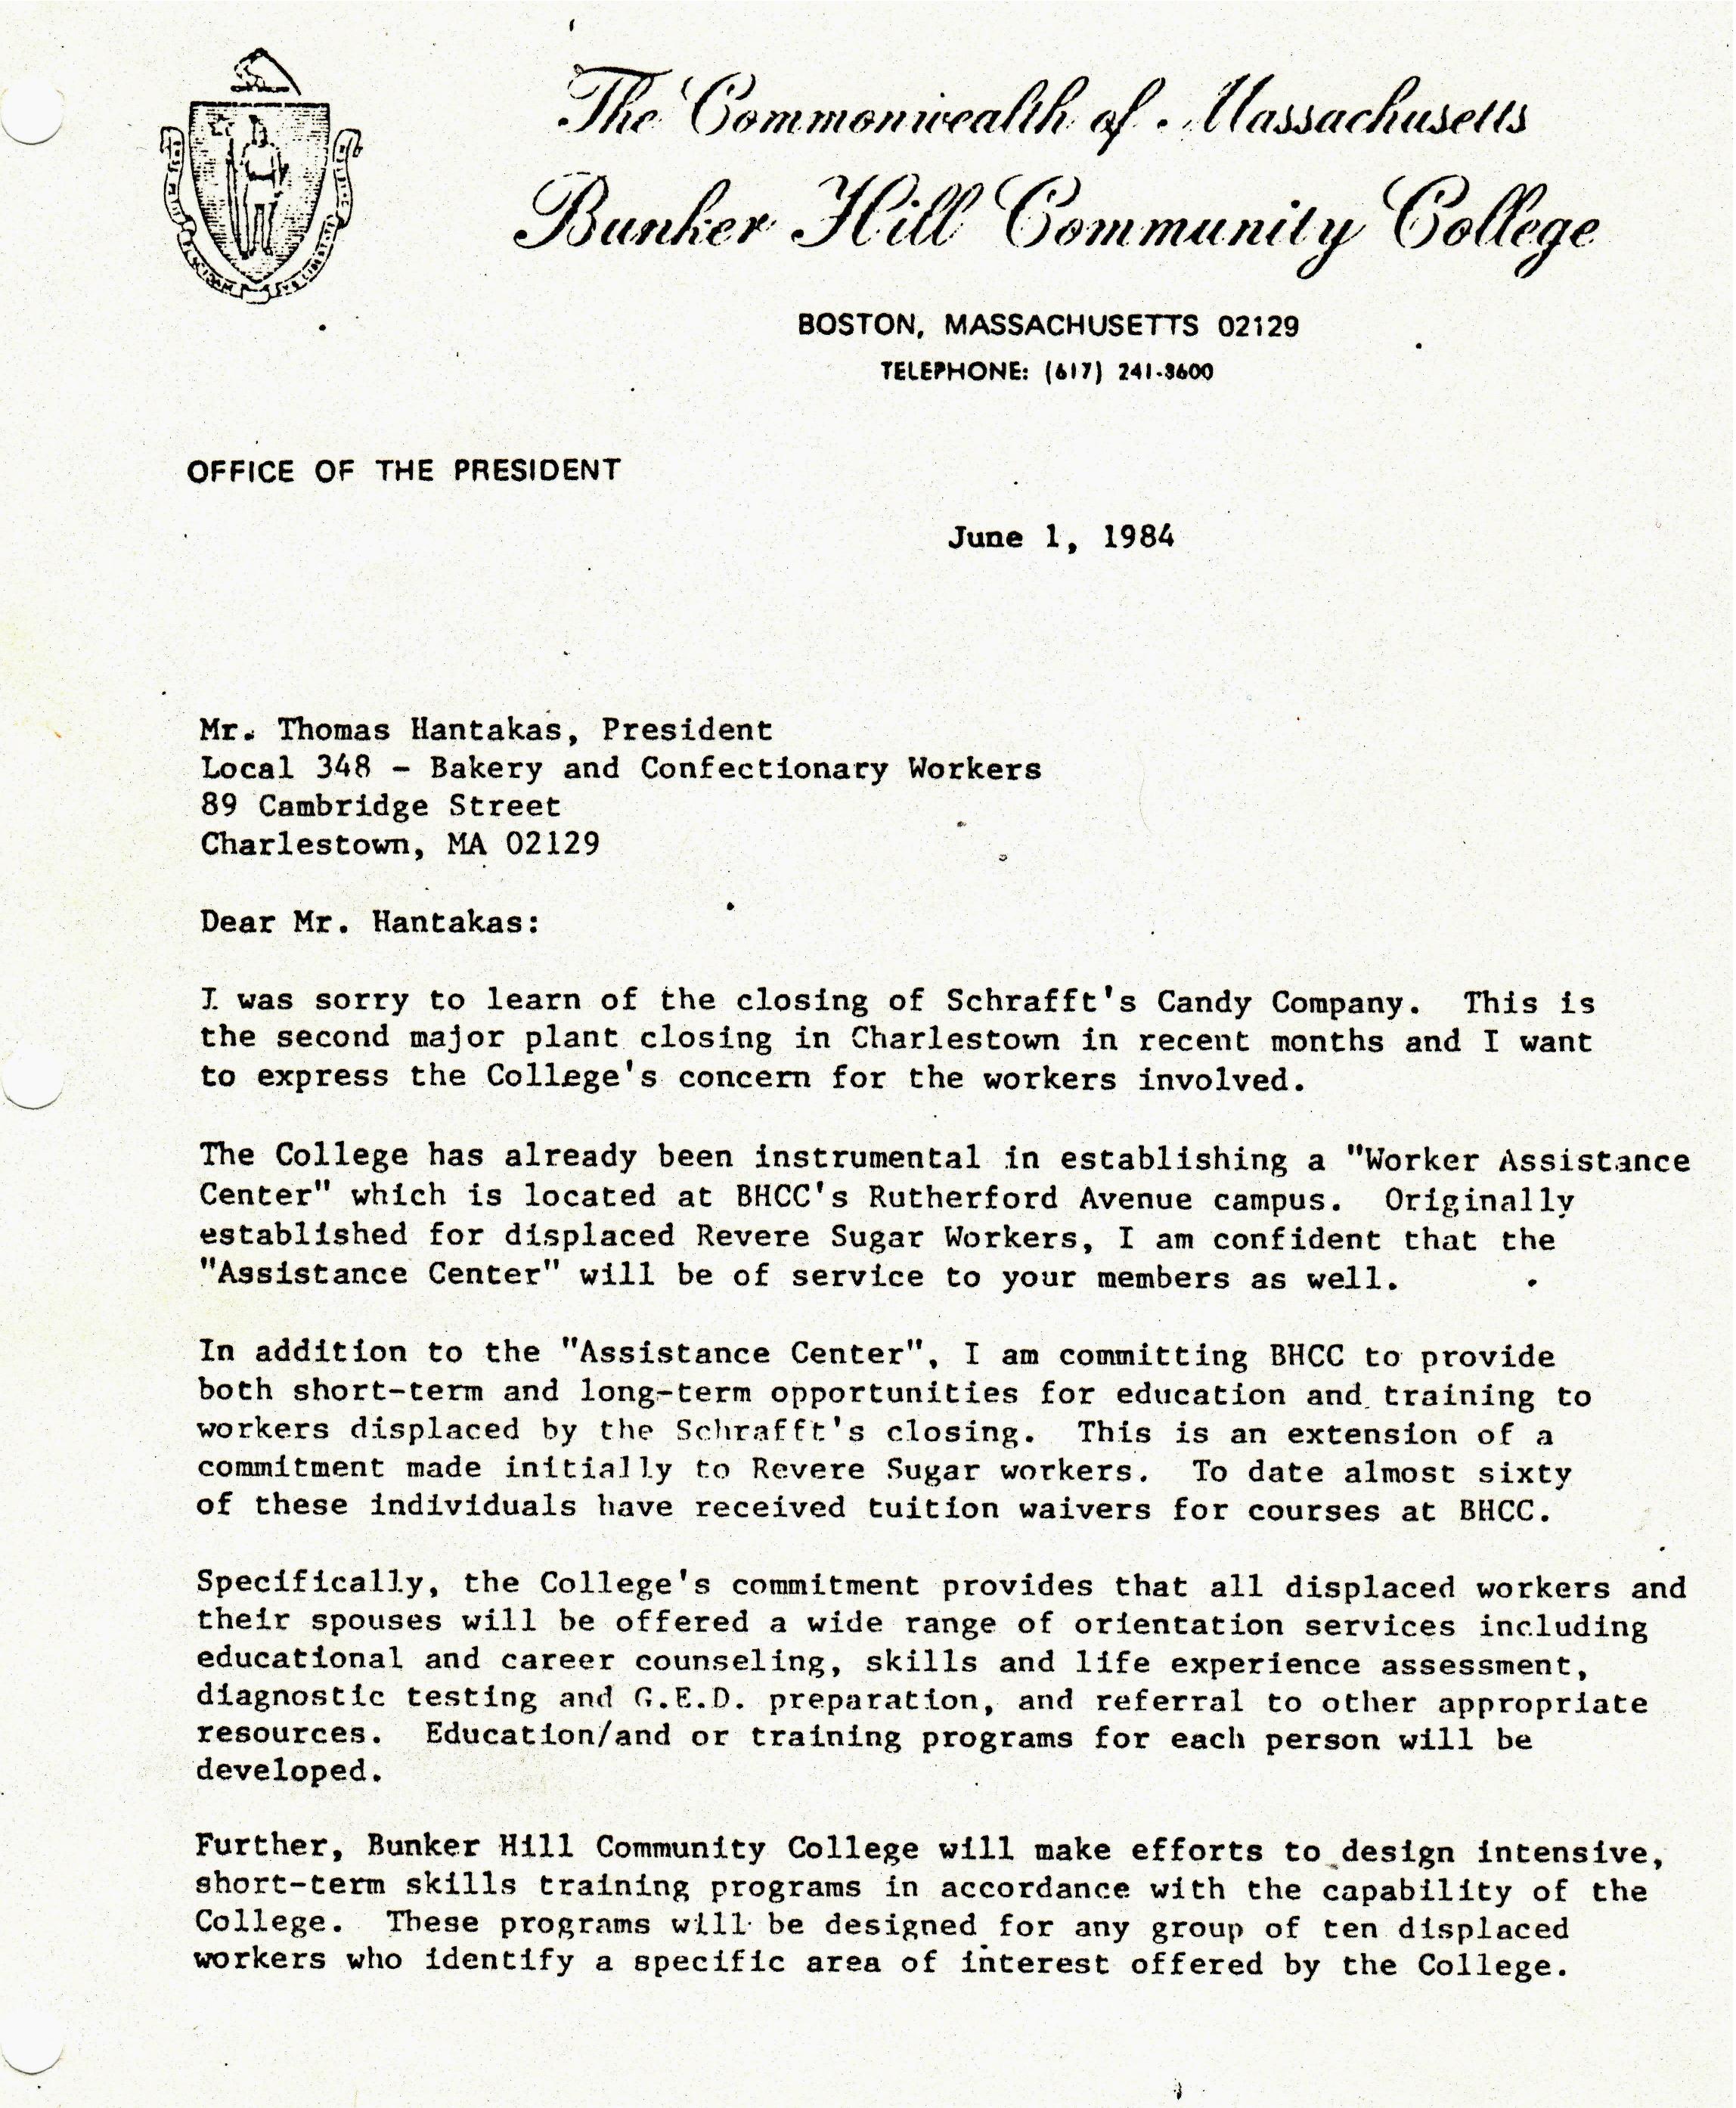 The Commonwealth of Massachusetts
Bunker Hill Community College
BOSTON, MASSACHUSETTS 02129
TELEPHONE: (617) 241-8600
OFFICE OF THE PRESIDENT
June 1, 1984
Mr. Thomas Hantakas, President
Local 348 - Bakery and Confectionary Workers
89 Cambridge Street
Charlestown, MA 02129
Dear Mr. Hantakas:
I was sorry to learn of the closing of Schrafft's Candy Company.  This is
the second major plant closing in Charlestown in recent months and I want
to express the College's concern for the workers involved.
The College has already been instrumental in establishing a "Worker Assistance
Center" which is located at BHCC's Rutherford Avenue campus.  Originally
established for displaced Revere Sugar Workers, I am confident that the
"Assistance Center" will be of service to your members as well.
In addition to the "Assistance Center", I am committing BHCC to provide
both short-term and long-term opportunities for education and training to
workers displaced by the Schrafft's closing.  This is an extension of a
commitment made initially to Revere Sugar workers.  To date almost sixty
of these individuals have received tuition waivers for courses at BHCC.
Specifically, the College's commitment provides that all displaced workers and
their spouses will be offered a wide range of orientation services including
educational and career counseling, skills and life experience assessment,
diagnostic testing and G.E.D. preparation, and referral to other appropriate
resources.  Education/and or training programs for each person will be
developed.
Further, Bunker Hill Community College will make efforts to design intensive,
short-term skills training programs in accordance with the capability of the
College.  These programs will be designed for any group of ten displaced
workers who identify a specific area of interest offered by the College.